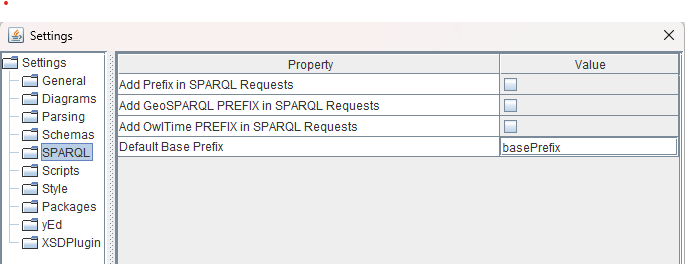 Settings
Settings
General
Diagrams
Parsing
Schemas
SPARQL
Scripts
Style
Packages
yEd
XSDPlugin
Property Value
Add Prefix in SPARQL Requests
Add GeoSPARQL PREFIX in SPARQL Requests
Add OwlTime PREFIX in SPARQL Requests
Default Base Prefix basePrefix